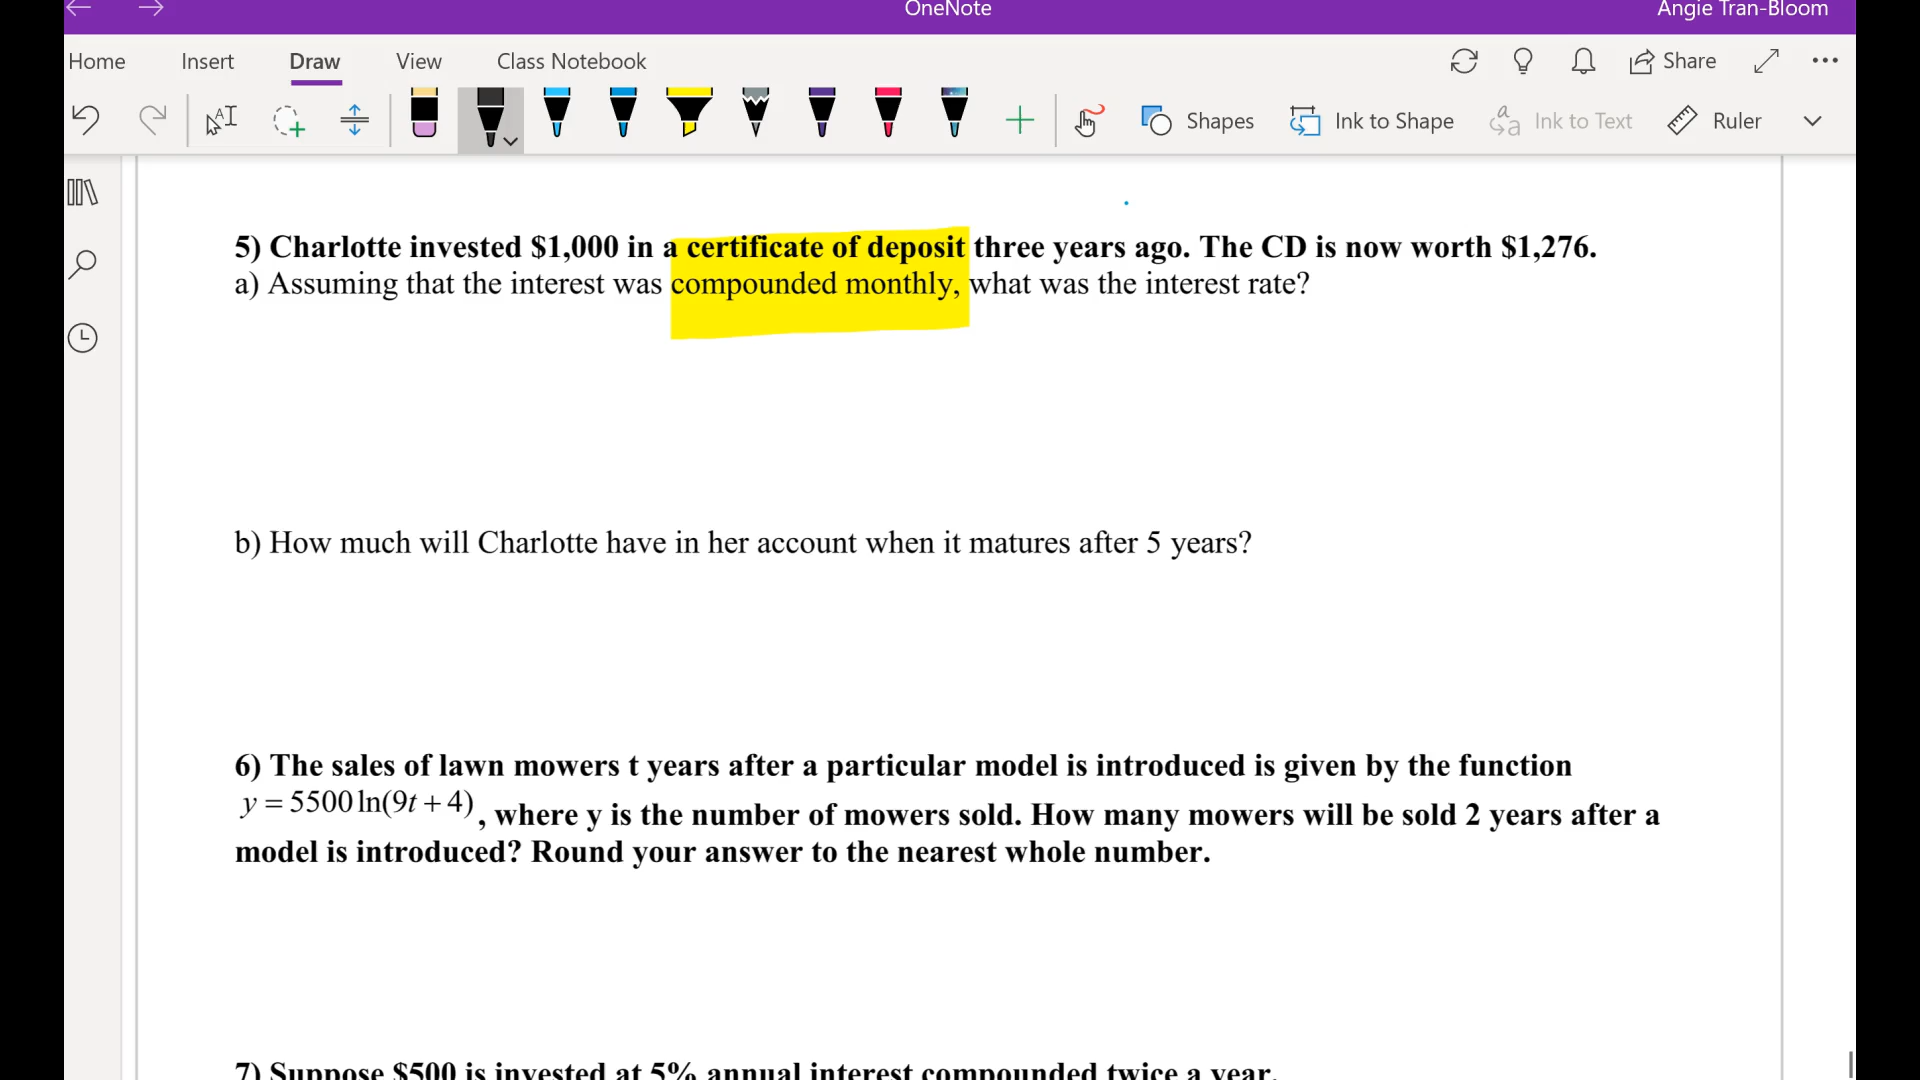 OneNote
Angie Tran-Bloom
Home Insert Draw View Class Notebook Share
Shapes Ink to Shape Ink to Text Ruler
5) Charlotte invested $1,000 in a certificate of deposit three years ago. The CD is now worth $1,276.
a) Assuming that the interest was compounded monthly, what was the interest rate?
b) How much will Charlotte have in her account when it matures after 5 years?
6) The sales of lawn mowers t years after a particular model is introduced is given by the function
y = 5500 ln(9t + 4), where y is the number of mowers sold. How many mowers will be sold 2 years after a
model is introduced? Round your answer to the nearest whole number.
7) Suppose $500 is invested at 5% annual interest compounded twice a year.